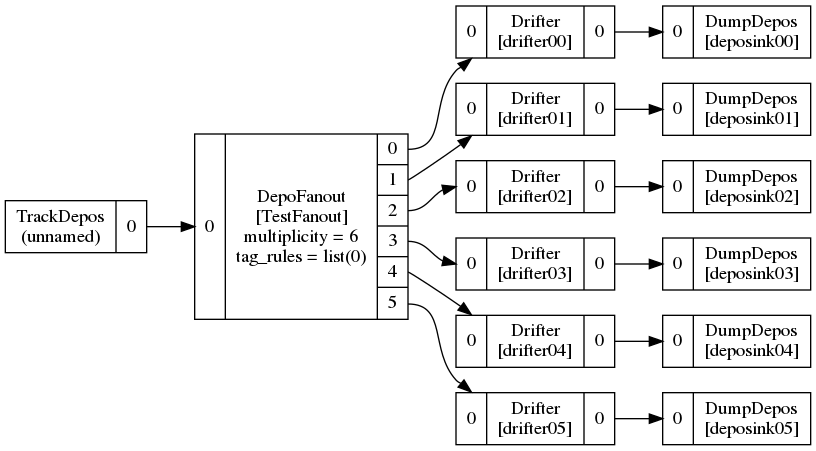 TrackDepos
(unnamed)
0
0
DepoFanout
[TestFanout]
multiplicity = 6
tag_rules = list(0)
0
1
2
3
4
5
0
Drifter
[drifter00]
0
0
DumpDepos
[deposink00]
0
Drifter
[drifter01]
0
0
DumpDepos
[deposink01]
0
Drifter
[drifter02]
0
0
DumpDepos
[deposink02]
0
Drifter
[drifter03]
0
0
DumpDepos
[deposink03]
0
Drifter
[drifter04]
0
0
DumpDepos
[deposink04]
0
Drifter
[drifter05]
0
0
DumpDepos
[deposink05]